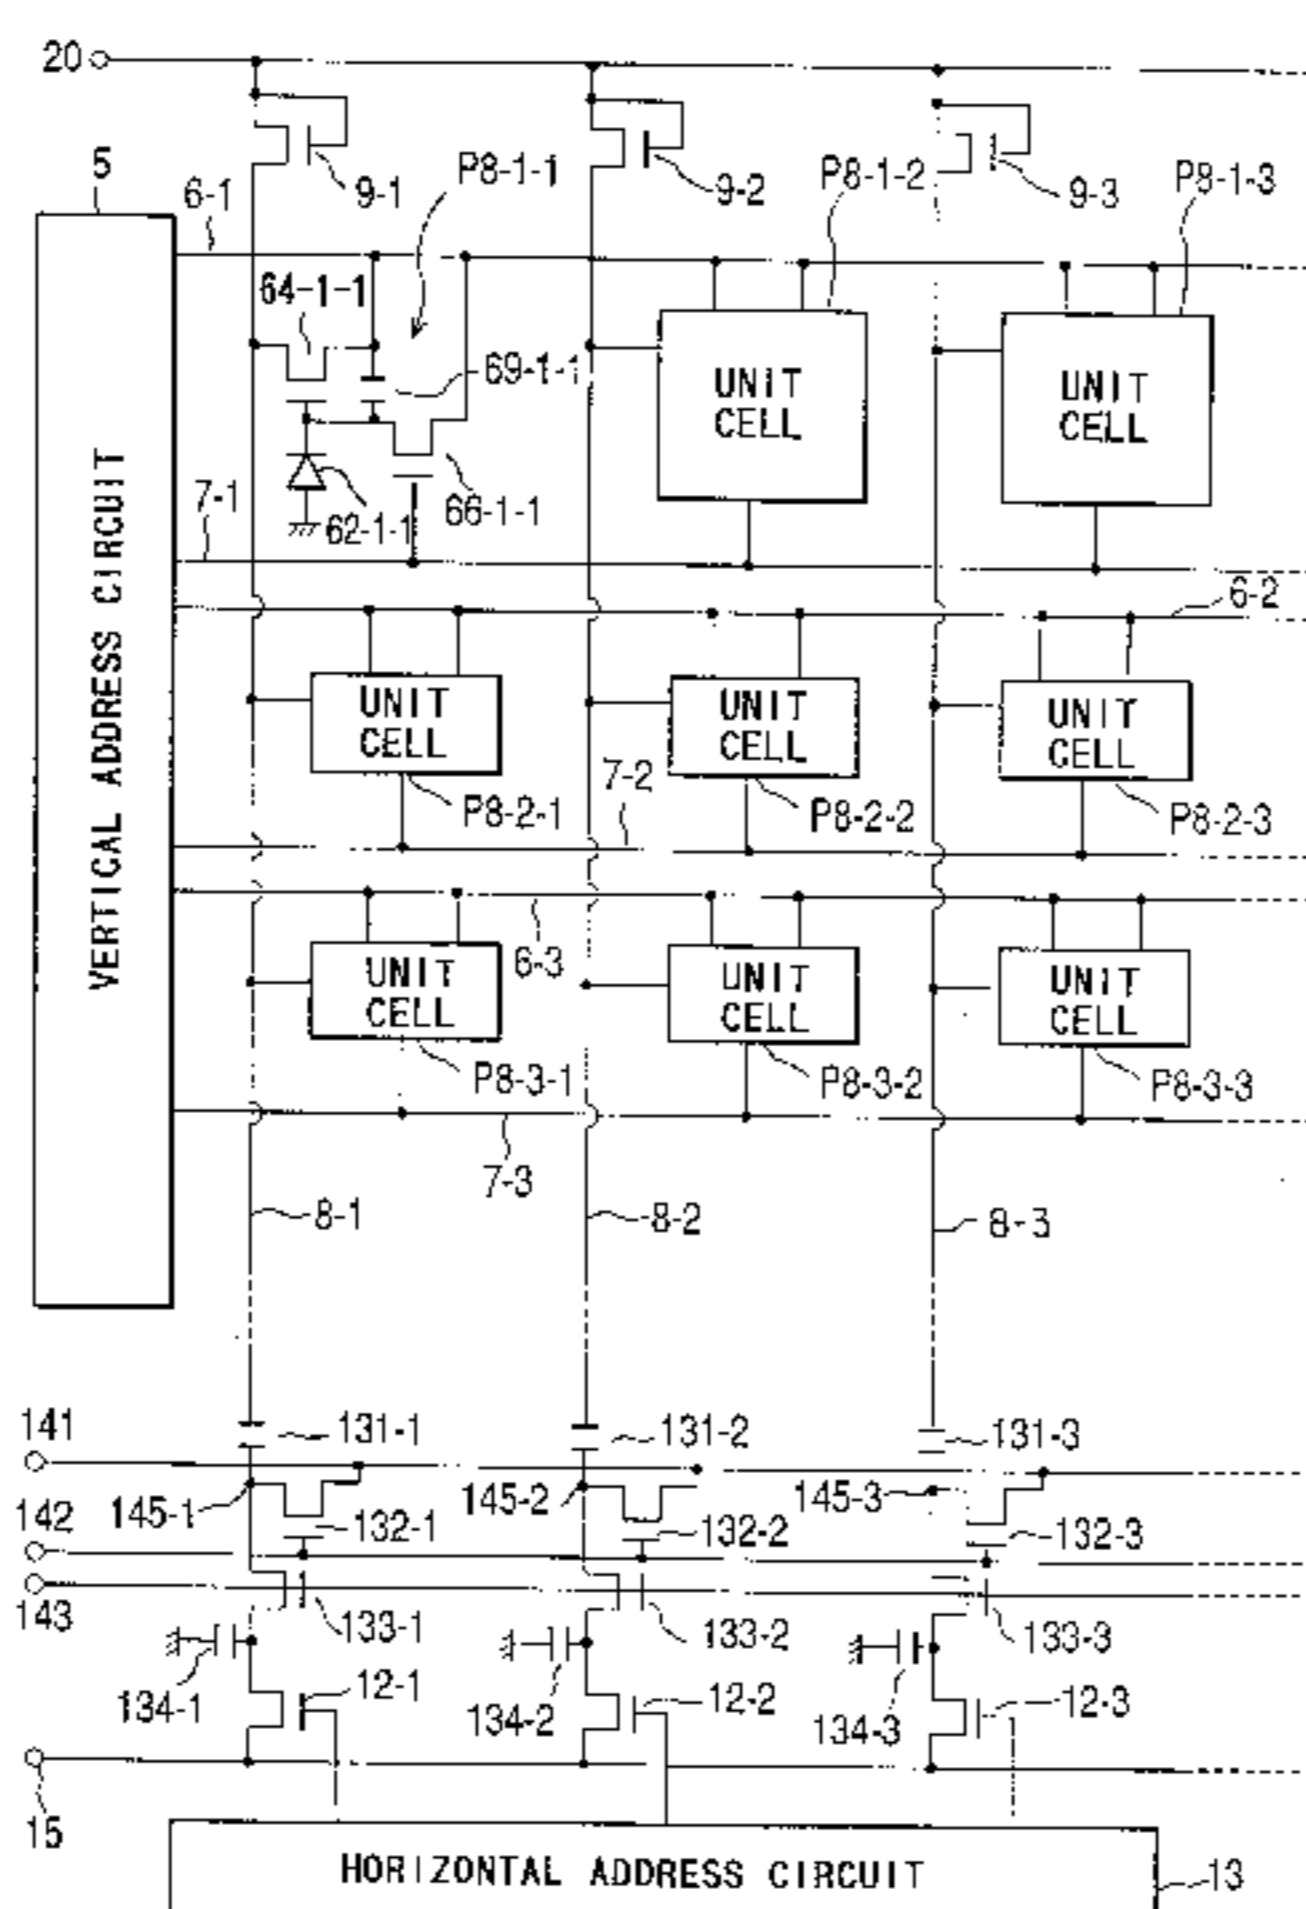 20
9-1
9-2
9-3
5
6-1
P8-1-1
P8-1-2
P8-1-3
64-1-1
69-1-1
UNIT
CELL
UNIT
CELL
7-1
62-1-1
66-1-1
VERTICAL ADDRESS CIRCUIT
6-2
UNIT
CELL
UNIT
CELL
UNIT
CELL
P8-2-1
7-2
P8-2-2
P8-2-3
UNIT
CELL
6-3
UNIT
CELL
UNIT
CELL
P8-3-1
P8-3-2
P8-3-3
7-3
8-1
8-2
8-3
141
131-1
131-2
131-3
145-1
145-2
145-3
142
132-1
132-2
132-3
143
133-1
133-2
133-3
134-1
12-1
134-2
12-2
134-3
12-3
15
HORIZONTAL ADDRESS CIRCUIT
13